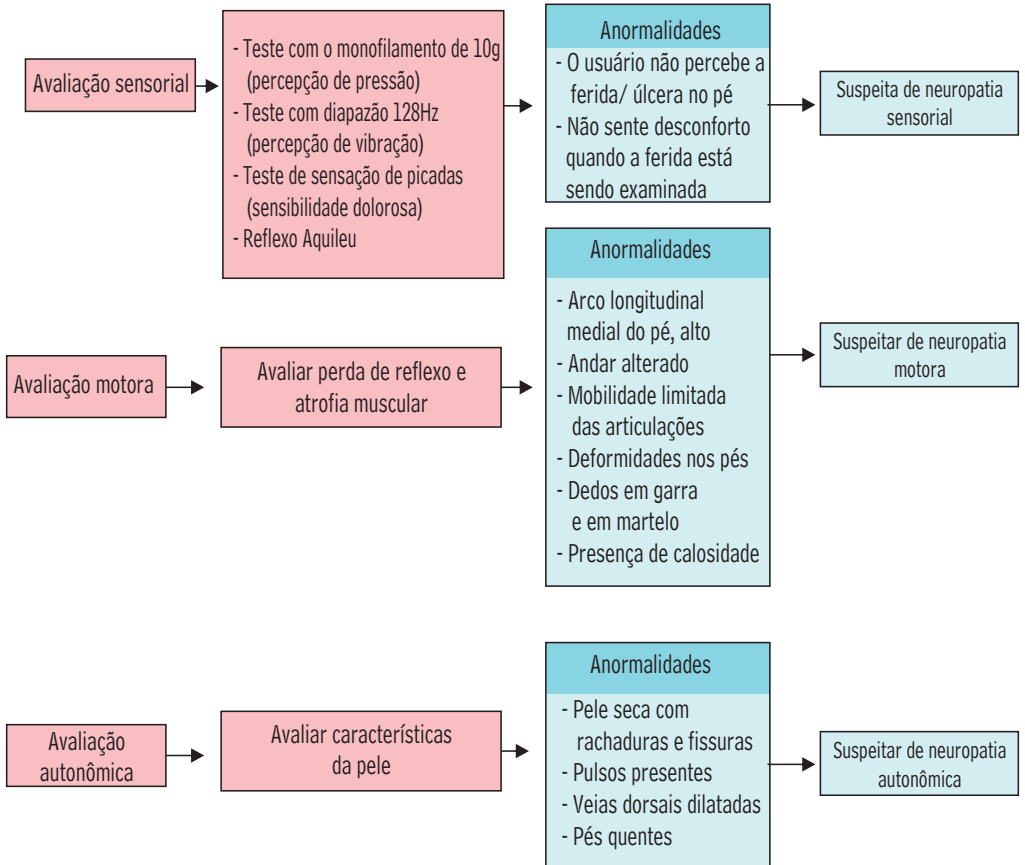 Avaliação sensorial
- Teste com o monofilamento de 10g
(percepção de pressão)
- Teste com diapazão 128Hz
(percepção de vibração)
- Teste de sensação de picadas
(sensibilidade dolorosa)
- Reflexo Aquileu
Anormalidades
- O usuário não percebe a
ferida/ úlcera no pé
- Não sente desconforto
quando a ferida está
sendo examinada
Suspeita de neuropatia
sensorial
Avaliação motora
Avaliar perda de reflexo e
atrofia muscular
Anormalidades
- Arco longitudinal
medial do pé, alto
- Andar alterado
- Mobilidade limitada
das articulações
- Deformidades nos pés
- Dedos em garra
e em martelo
- Presença de calosidade
Suspeitar de neuropatia
motora
Avaliação
autonômica
Avaliar característícas
da pele
Anormalidades
- Pele seca com
rachaduras e fissuras
- Pulsos presentes
- Veias dorsais dilatadas
- Pés quentes
Suspeitar de neuropatia
autonômica